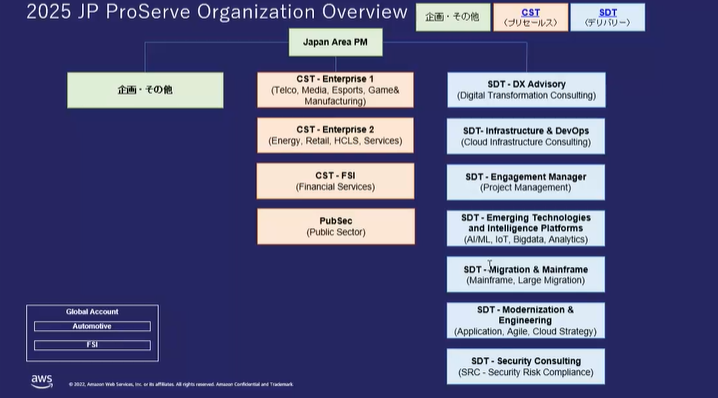 2025 JP ProServe Organization Overview
企画・その他
CST
(プリセールス)
SDT
(デリバリー)
Japan Area PM
企画・その他
CST - Enterprise 1
(Telco, Media, Esports, Game&
Manufacturing)
CST - Enterprise 2
(Energy, Retail, HCLS, Services)
CST - FSI
(Financial Services)
PubSec
(Public Sector)
SDT - DX Advisory
(Digital Transformation Consulting)
SDT- Infrastructure & DevOps
(Cloud Infrastructure Consulting)
SDT - Engagement Manager
(Project Management)
SDT - Emerging Technologies
and Intelligence Platforms
(AI/ML, IoT, Bigdata, Analytics)
SDT - Migration & Mainframe
(Mainframe, Large Migration)
SDT - Modernization &
Engineering
(Application, Agile, Cloud Strategy)
SDT - Security Consulting
(SRC - Security Risk Compliance)
Global Account
Automotive
FSI
aws
© 2022, Amazon Web Services, Inc. or its affiliates. All rights reserved. Amazon Confidential and Trademark